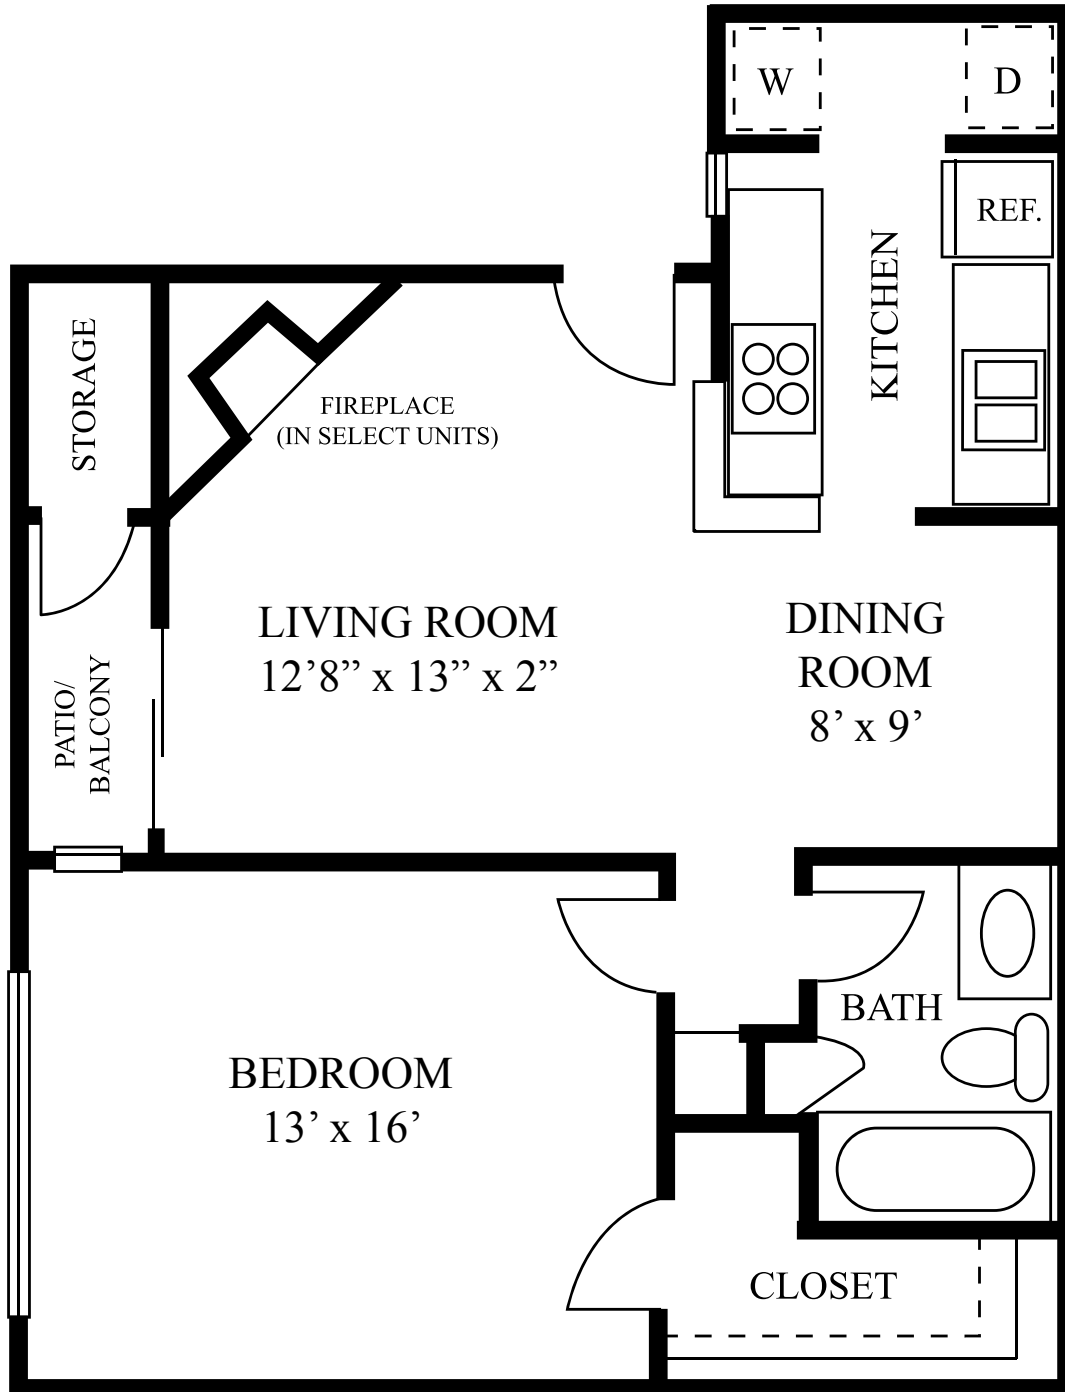 W
D
REF.
KITCHEN
STORAGE
FIREPLACE
(IN SELECT UNITS)
LIVING ROOM
12’8” x 13” x 2”
DINING
ROOM
8’ x 9’
PATIO/
BALCONY
BATH
BEDROOM
13’ x 16’
CLOSET